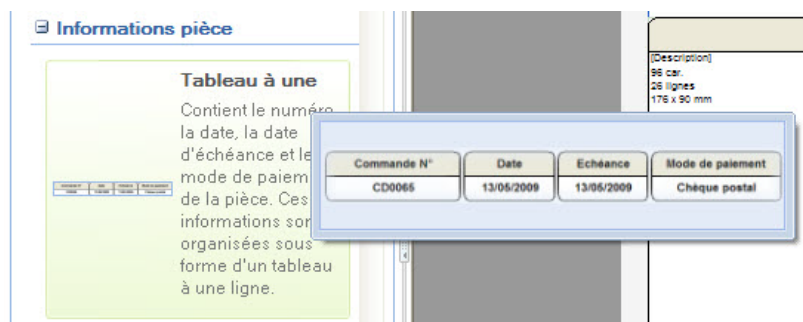 Informations pièce
Tableau à une
Contient le numéro
la date, la date
d'échéance et le
mode de paiem
de la pièce. Ces
informations son
organisées sous
forme d'un tableau
à une ligne.
Commande N° Date Echéance Mode de paiement
CD0065 13/05/2009 13/05/2009 Chèque postal
[Description]
96 car.
26 lignes
176 x 90 mm